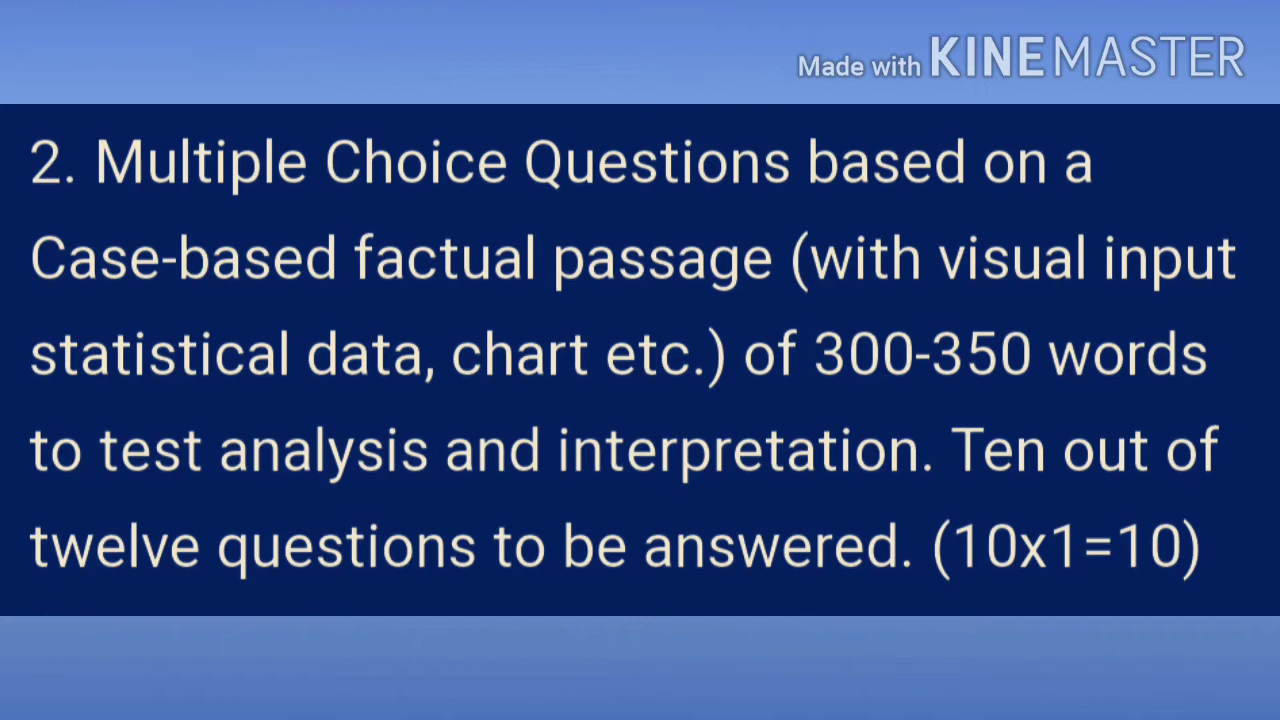 Made with KINEMASTER
2. Multiple Choice Questions based on a
Case-based factual passage (with visual input
statistical data, chart etc.) of 300-350 words
to test analysis and interpretation. Ten out of
twelve questions to be answered. (10x1=10)